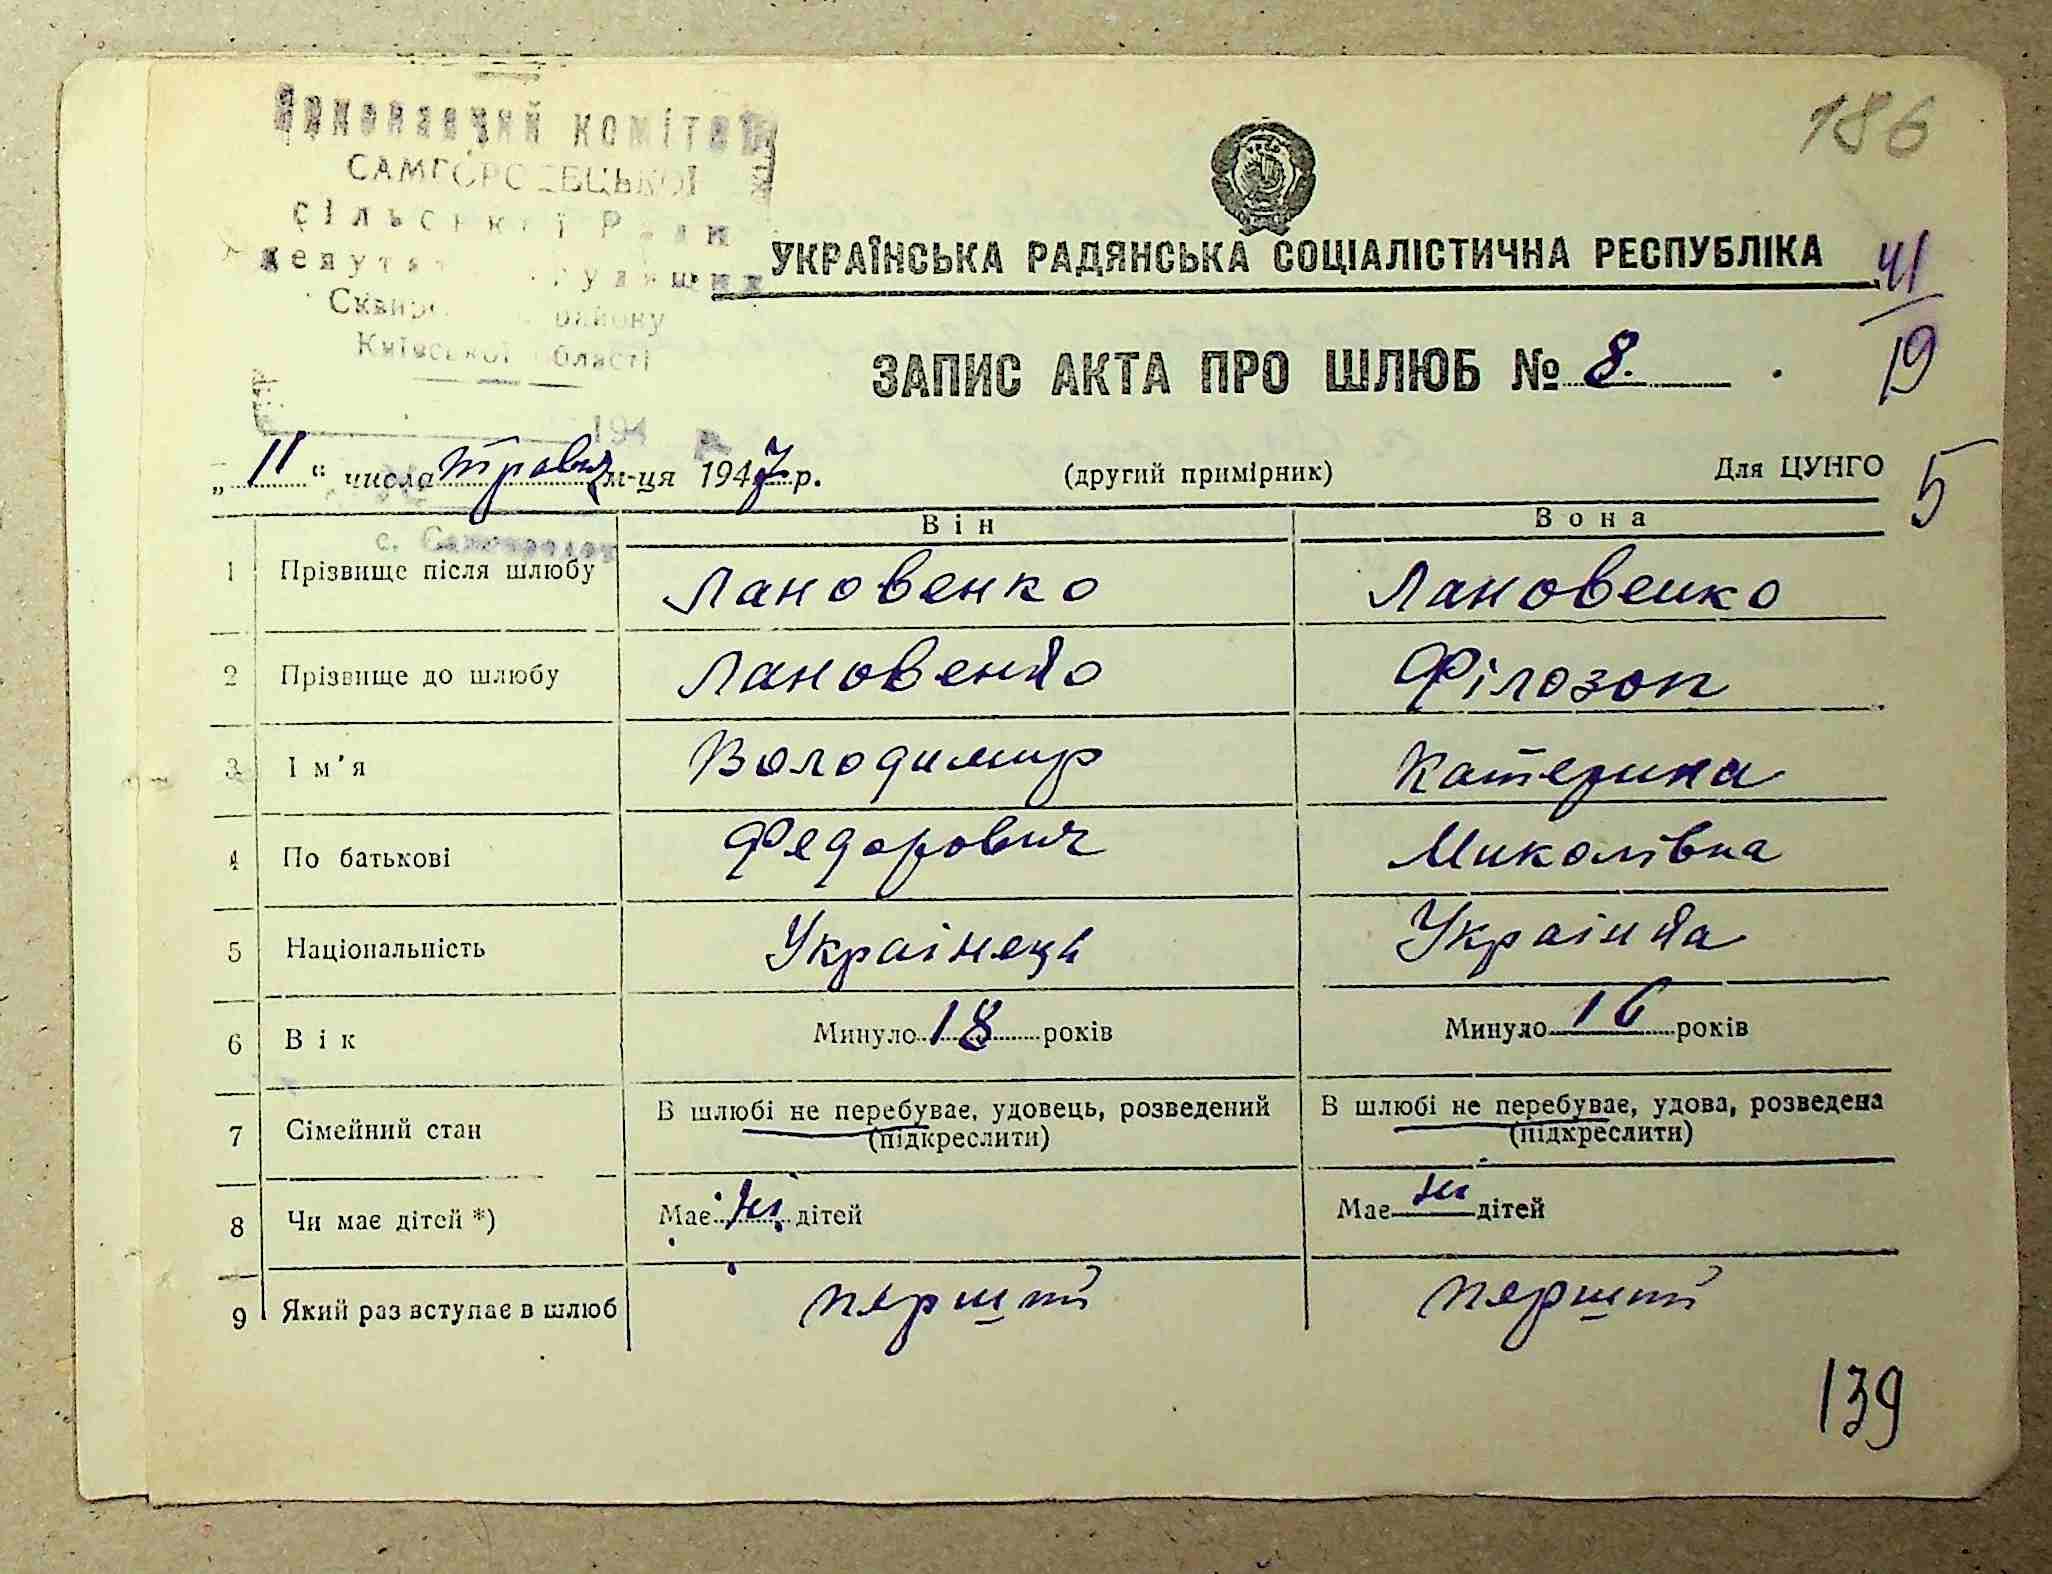 Виконавчий комітет
САМГОРОДЕЦЬКОЇ
сільської Ради
депутатів трудящих
Сквирського району
Київської області
194
с. Самгородок
186
УКРАЇНСЬКА РАДЯНСЬКА СОЦІАЛІСТИЧНА РЕСПУБЛІКА
41
19
ЗАПИС АКТА ПРО ШЛЮБ № 8.
„11“ числа травня м-ця 1947 р. (другий примірник) Для ЦУНГО
5
Він Вона
1 Прізвище після шлюбу Лановенко Лановенко
2 Прізвище до шлюбу Лановенко Філозоп
3 Ім'я Володимир Катерина
4 По батькові Федорович Миколівна
5 Національність Украінець Украінка
6 Вік Минуло 18 років Минуло 16 років
7 Сімейний стан В шлюбі не перебуває, удовець, розведений (підкреслити) В шлюбі не перебуває, удова, розведена (підкреслити)
8 Чи має дітей *) Має ні дітей Має ні дітей
9 Який раз вступає в шлюб перший перший
139